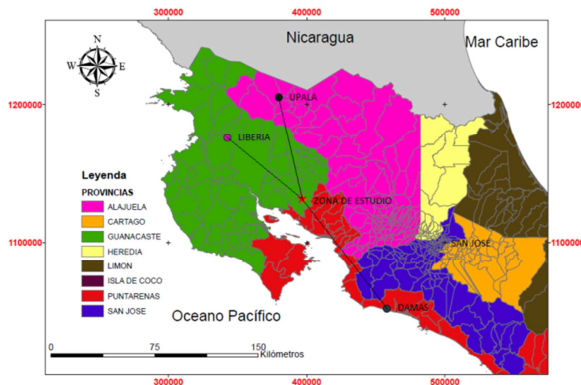 300000 400000 500000
Nicaragua
Mar Caribe
N
W E
S
1200000 1200000
UPALA
LIBERIA
Leyenda
PROVINCIAS
ALAJUELA
CARTAGO
GUANACASTE
HEREDIA
LIMON
ISLA DE COCO
PUNTARENAS
SAN JOSE
ZONA DE ESTUDIO
1100000 1100000
SAN JOSÉ
DAMAS
Oceano Pacífico
0 75 150
Kilómetros
300000 400000 500000